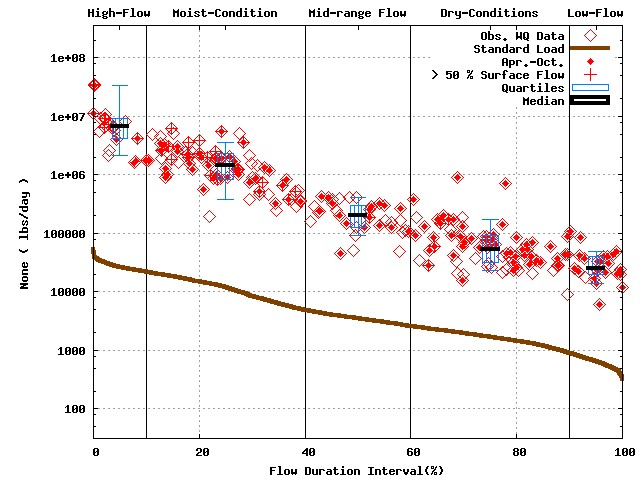 High-Flow Moist-Condition Mid-range Flow Dry-Conditions Low-Flow
Obs. WQ Data
Standard Load
Apr.-Oct.
> 50 % Surface Flow
Quartiles
Median
1e+08
1e+07
1e+06
100000
10000
1000
100
None ( lbs/day )
0 20 40 60 80 100
Flow Duration Interval(%)